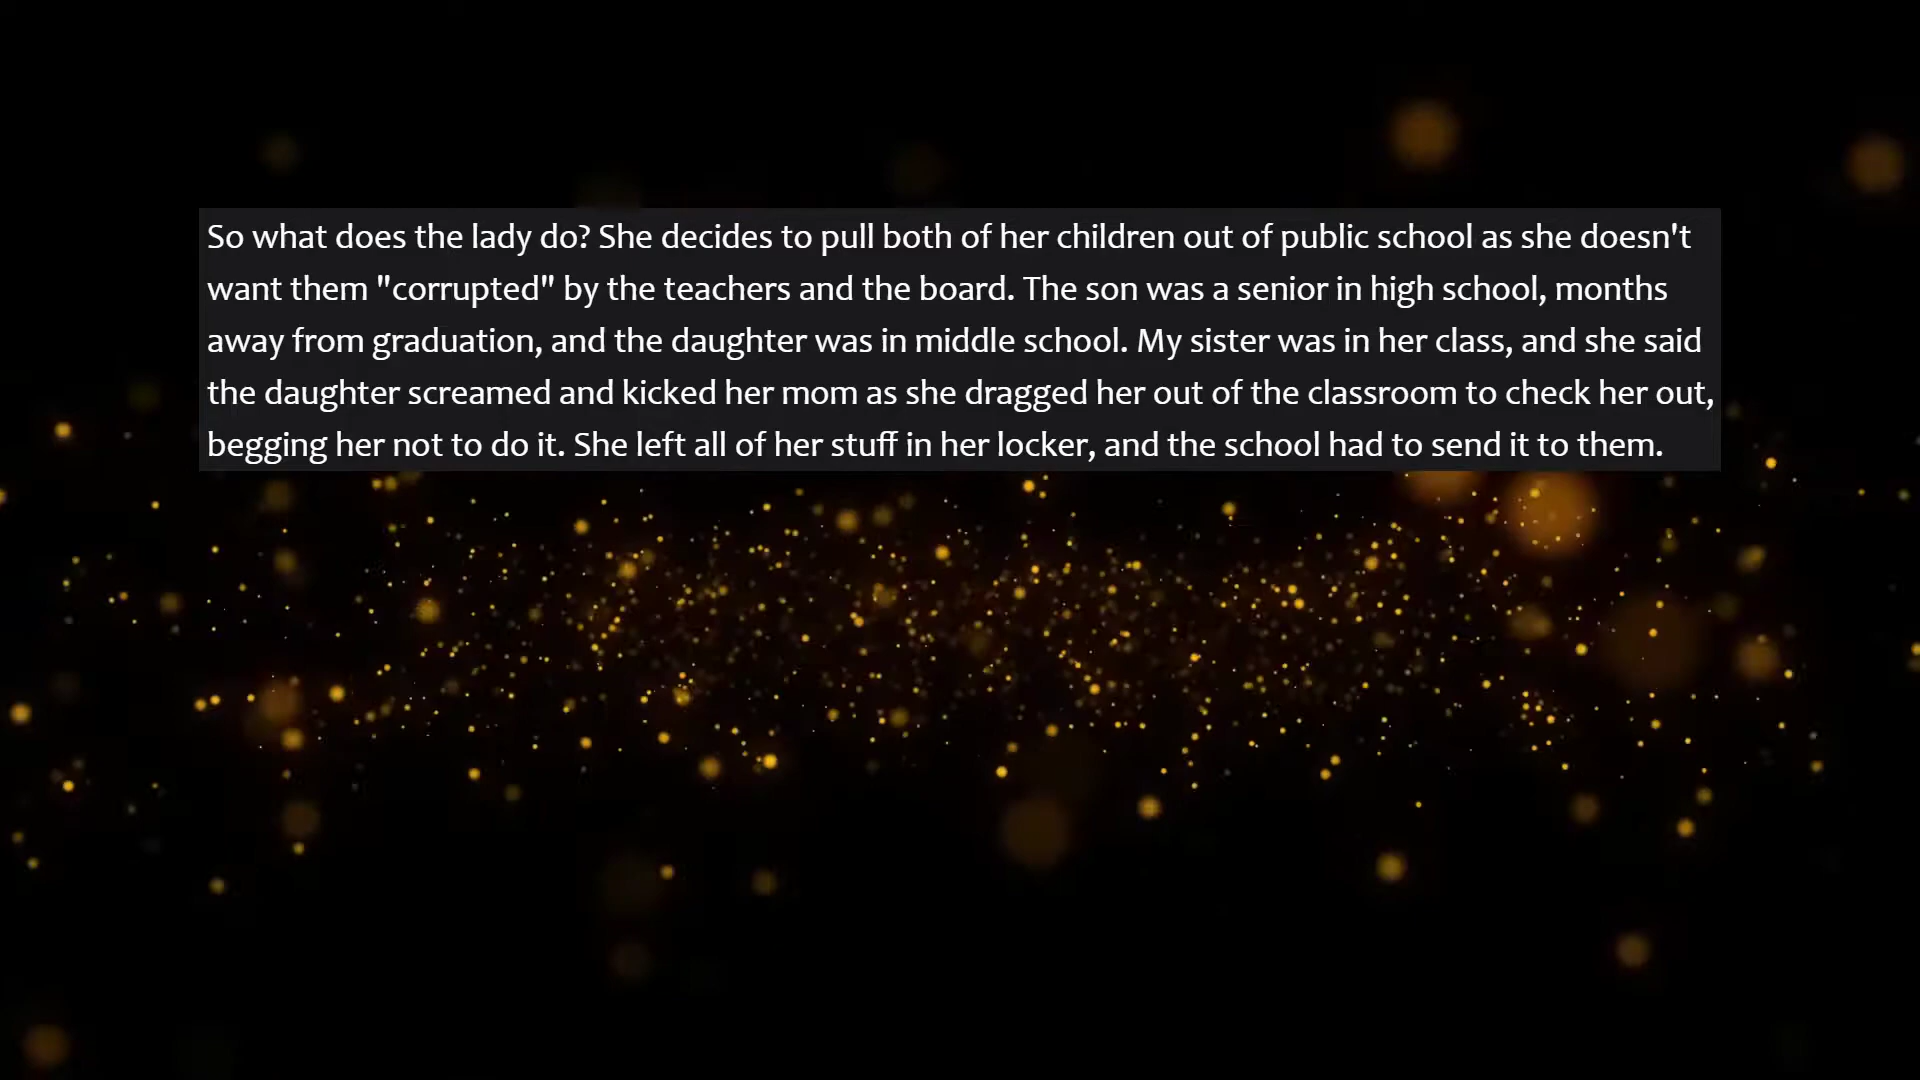 So what does the lady do? She decides to pull both of her children out of public school as she doesn't
want them "corrupted" by the teachers and the board. The son was a senior in high school, months
away from graduation, and the daughter was in middle school. My sister was in her class, and she said
the daughter screamed and kicked her mom as she dragged her out of the classroom to check her out,
begging her not to do it. She left all of her stuff in her locker, and the school had to send it to them.